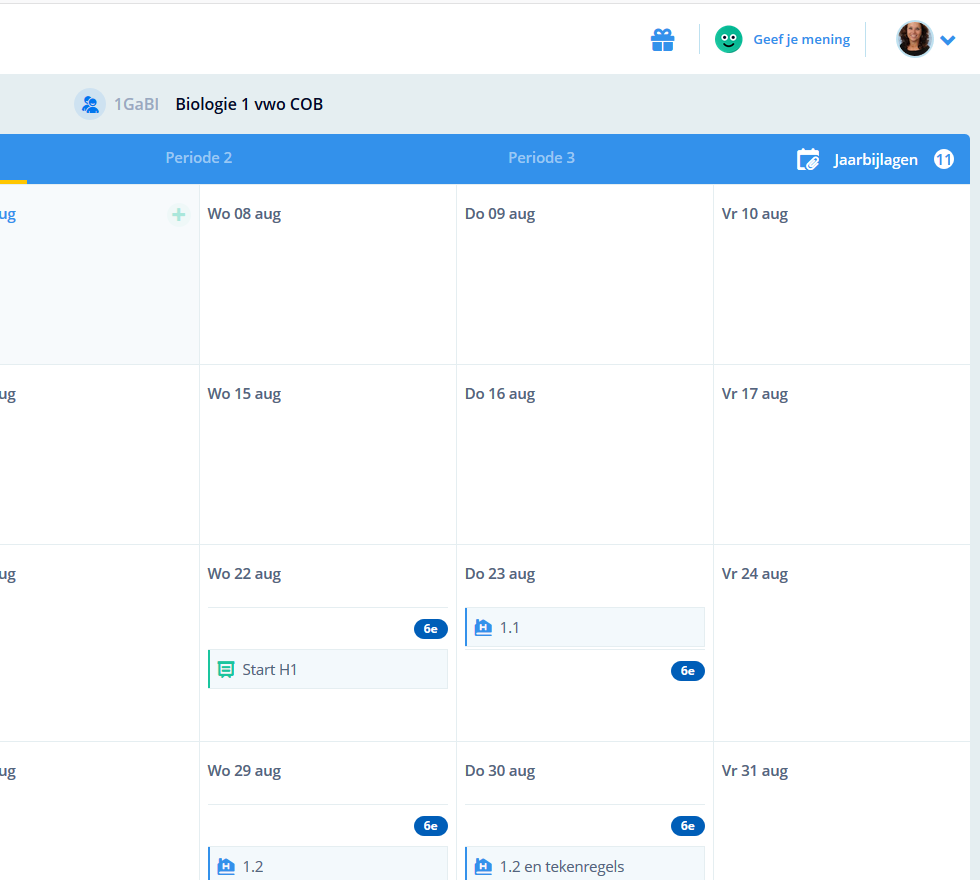 Geef je mening
1GaBI Biologie 1 vwo COB
Periode 2 Periode 3 Jaarbijlagen 11
ug + Wo 08 aug Do 09 aug Vr 10 aug
ug Wo 15 aug Do 16 aug Vr 17 aug
ug Wo 22 aug Do 23 aug Vr 24 aug
6e H 1.1
Start H1 6e
ug Wo 29 aug Do 30 aug Vr 31 aug
6e 6e
H 1.2 H 1.2 en tekenregels